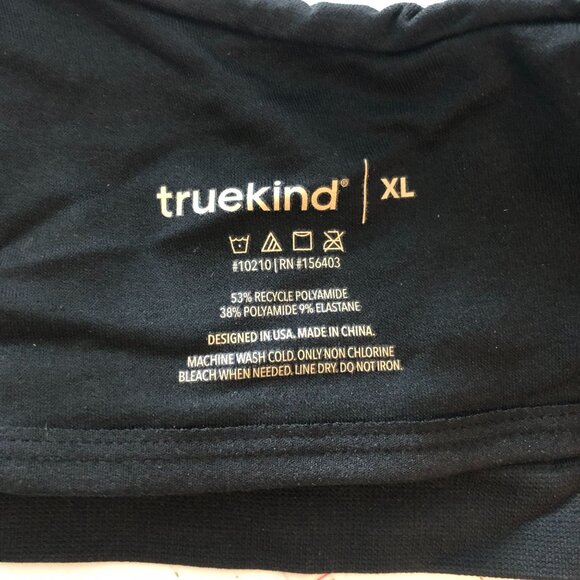 truekind® | XL
#10210 | RN #156403
53% RECYCLE POLYAMIDE
38% POLYAMIDE 9% ELASTANE
DESIGNED IN USA. MADE IN CHINA.
MACHINE WASH COLD. ONLY NON CHLORINE
BLEACH WHEN NEEDED. LINE DRY. DO NOT IRON.